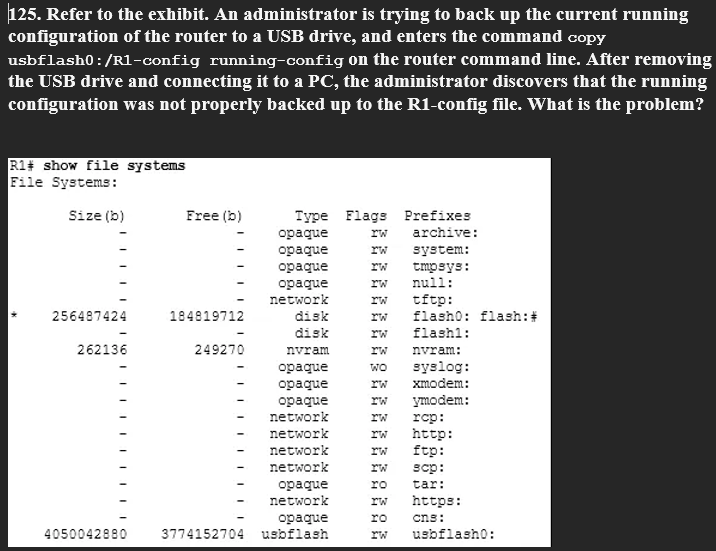 125. Refer to the exhibit. An administrator is trying to back up the current running
configuration of the router to a USB drive, and enters the command copy
usbflash0:/R1-config running-config on the router command line. After removing
the USB drive and connecting it to a PC, the administrator discovers that the running
configuration was not properly backed up to the R1-config file. What is the problem?
R1# show file systems
File Systems:
Size(b) Free(b) Type Flags Prefixes
- - opaque rw archive:
- - opaque rw system:
- - opaque rw tmpsys:
- - opaque rw null:
- - network rw tftp:
* 256487424 184819712 disk rw flash0: flash:#
- - disk rw flash1:
262136 249270 nvram rw nvram:
- - opaque wo syslog:
- - opaque rw xmodem:
- - opaque rw ymodem:
- - network rw rcp:
- - network rw http:
- - network rw ftp:
- - network rw scp:
- - opaque ro tar:
- - network rw https:
- - opaque ro cns:
4050042880 3774152704 usbflash rw usbflash0: